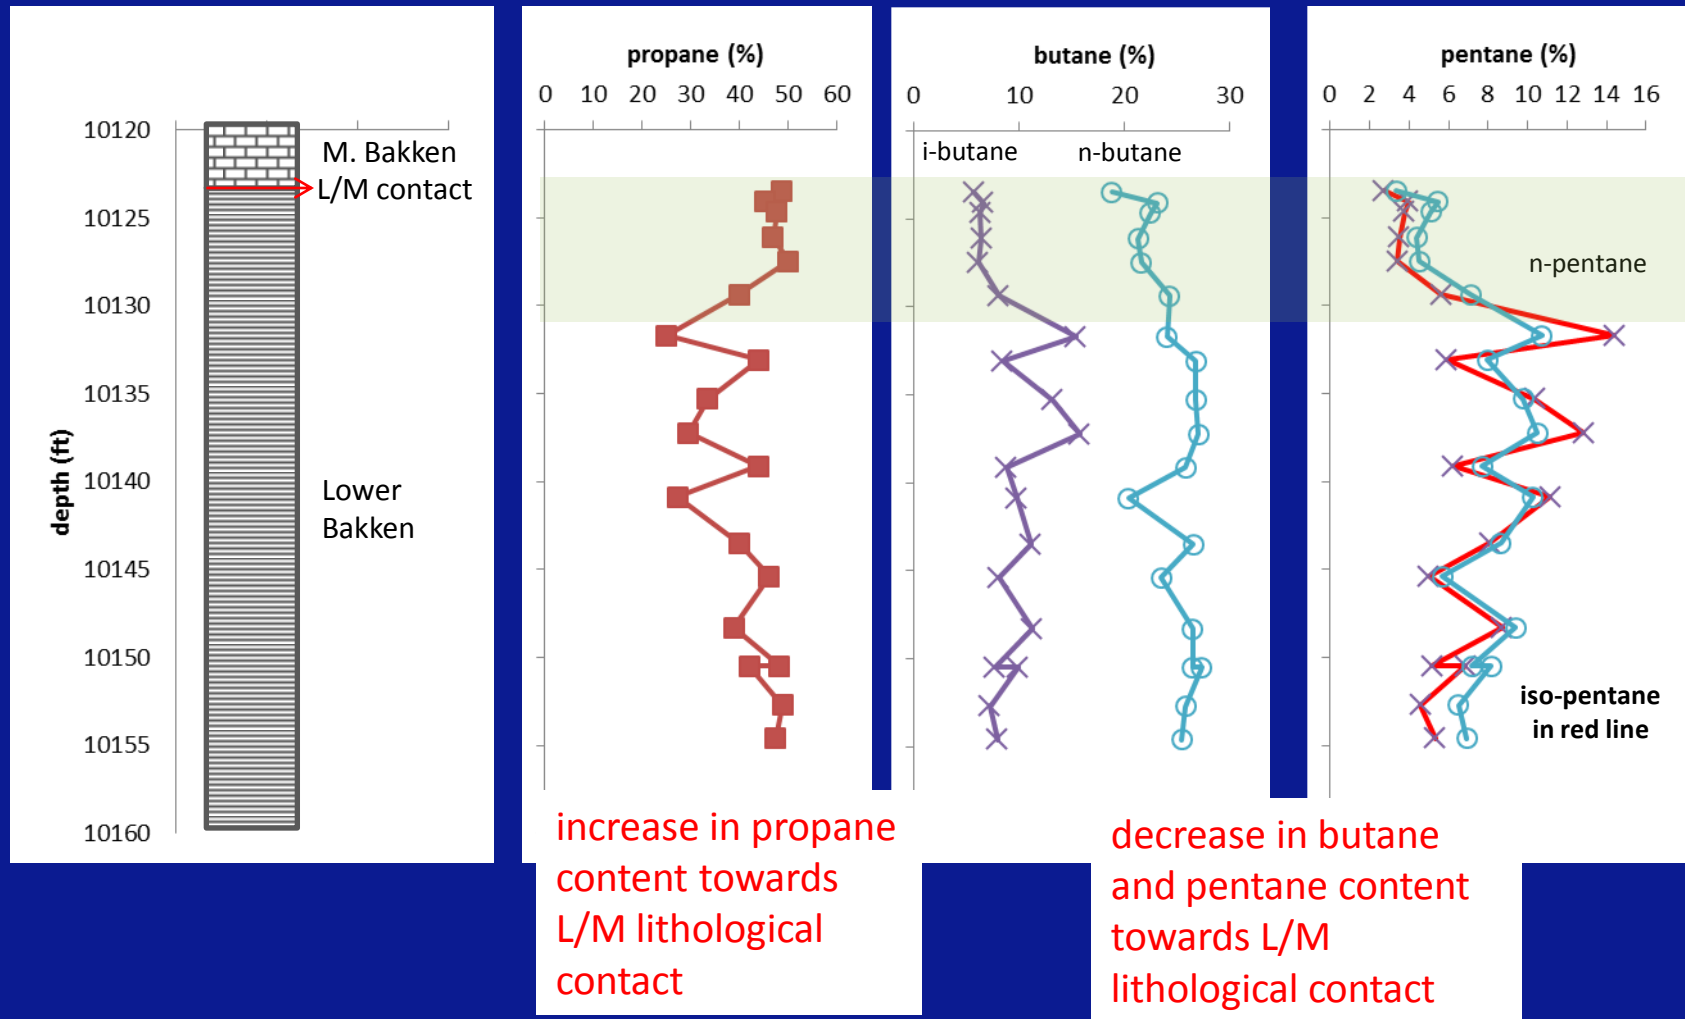 propane (%)
0 10 20 30 40 50 60
butane (%)
0 10 20 30
pentane (%)
0 2 4 6 8 10 12 14 16
depth (ft)
10120
10125
10130
10135
10140
10145
10150
10155
10160
M. Bakken
L/M contact
Lower
Bakken
i-butane
n-butane
n-pentane
iso-pentane
in red line
increase in propane
content towards
L/M lithological
contact
decrease in butane
and pentane content
towards L/M
lithological contact